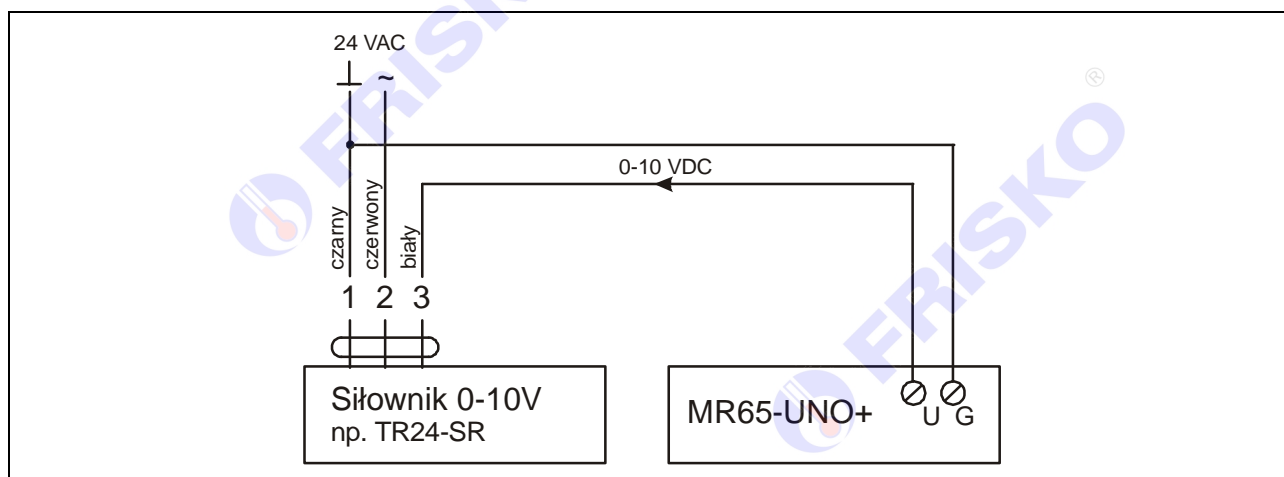 24 VAC
~
0-10 VDC
czarny
czerwony
biały
1 2 3
Siłownik 0-10V
np. TR24-SR
MR65-UNO+
U G
FRISKO
FRISKO ®